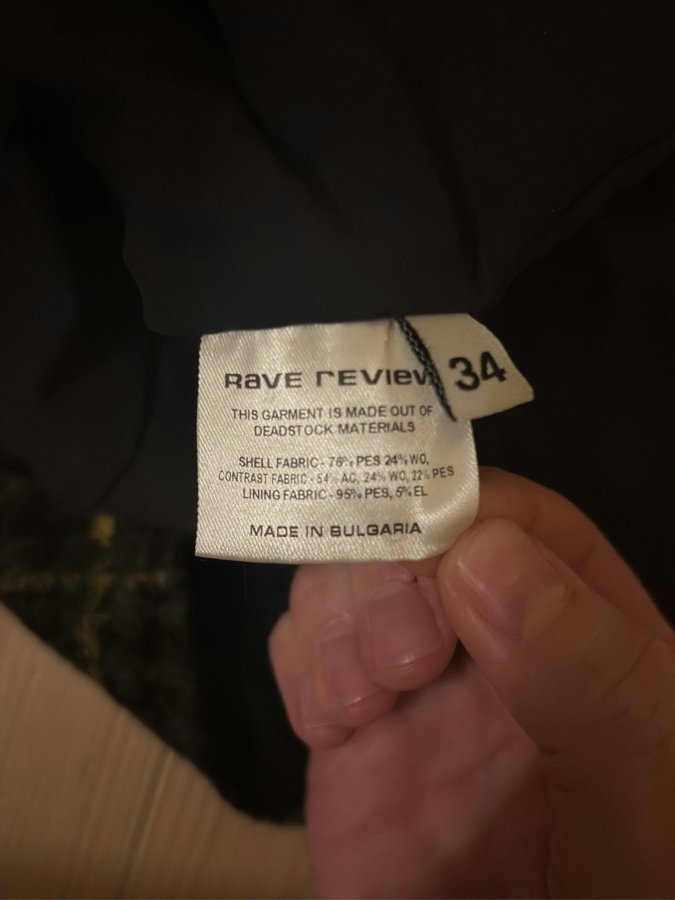 Rave review
34
THIS GARMENT IS MADE OUT OF
DEADSTOCK MATERIALS
SHELL FABRIC - 76% PES 24% WO,
CONTRAST FABRIC - 54% AC, 24% WO, 22% PES
LINING FABRIC - 95% PES, 5% EL
MADE IN BULGARIA